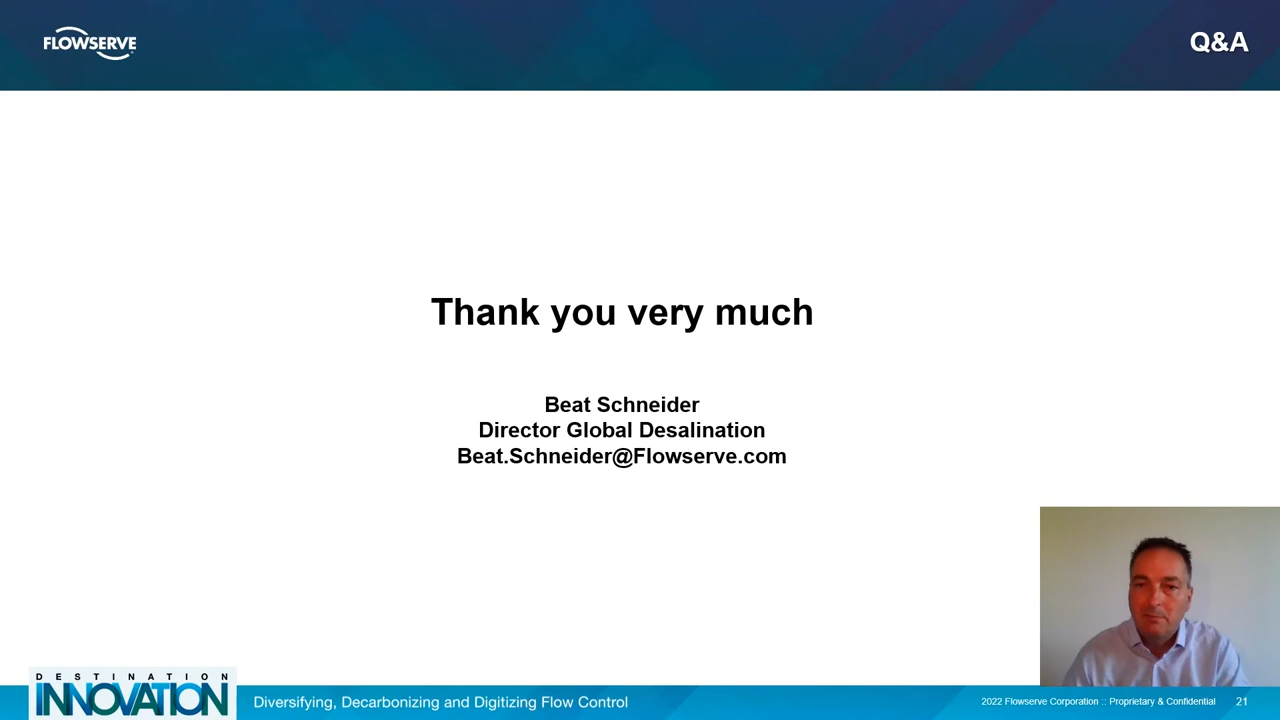 FLOWSERVE
Q&A
Thank you very much
Beat Schneider
Director Global Desalination
Beat.Schneider@Flowserve.com
DESTINATION
INNOVATION
Diversifying, Decarbonizing and Digitizing Flow Control
2022 Flowserve Corporation :: Proprietary & Confidential
21